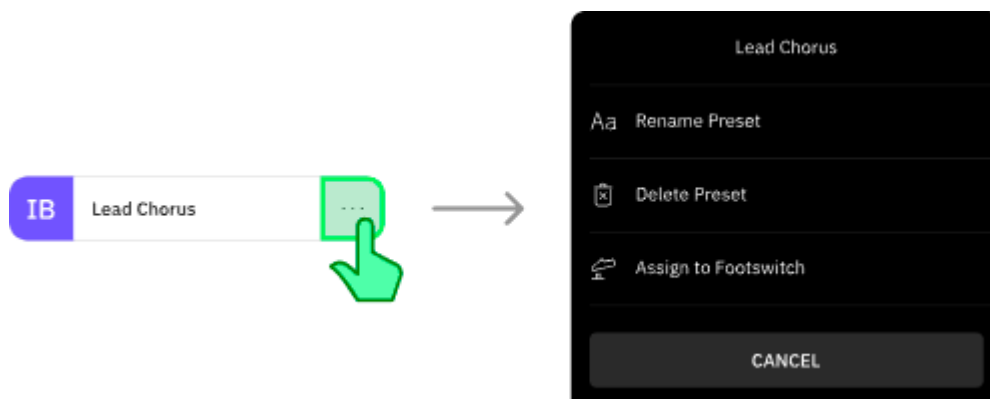 IB
Lead Chorus
...
Lead Chorus
Aa Rename Preset
Delete Preset
Assign to Footswitch
CANCEL